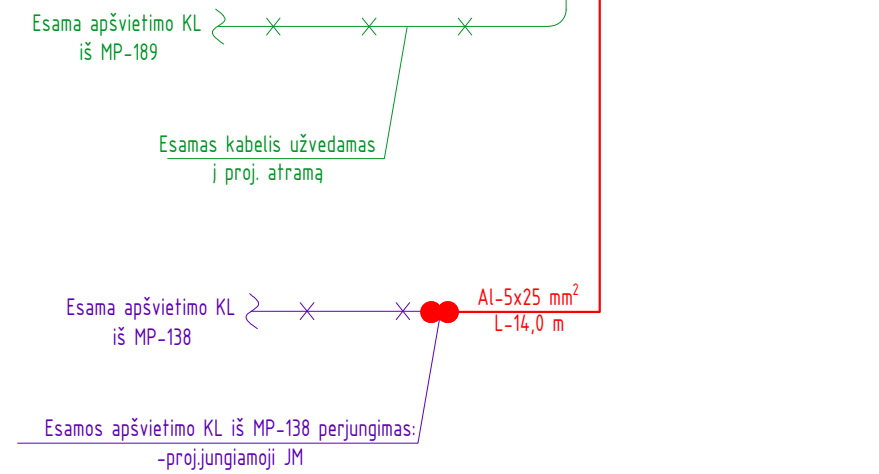 Esama apšvietimo KL
iš MP-189
Esamas kabelis užvedamas
į proj. atramą
Esama apšvietimo KL
iš MP-138
Al-5x25 mm²
L-14,0 m
Esamos apšvietimo KL iš MP-138 perjungimas:
-proj.jungiamoji JM